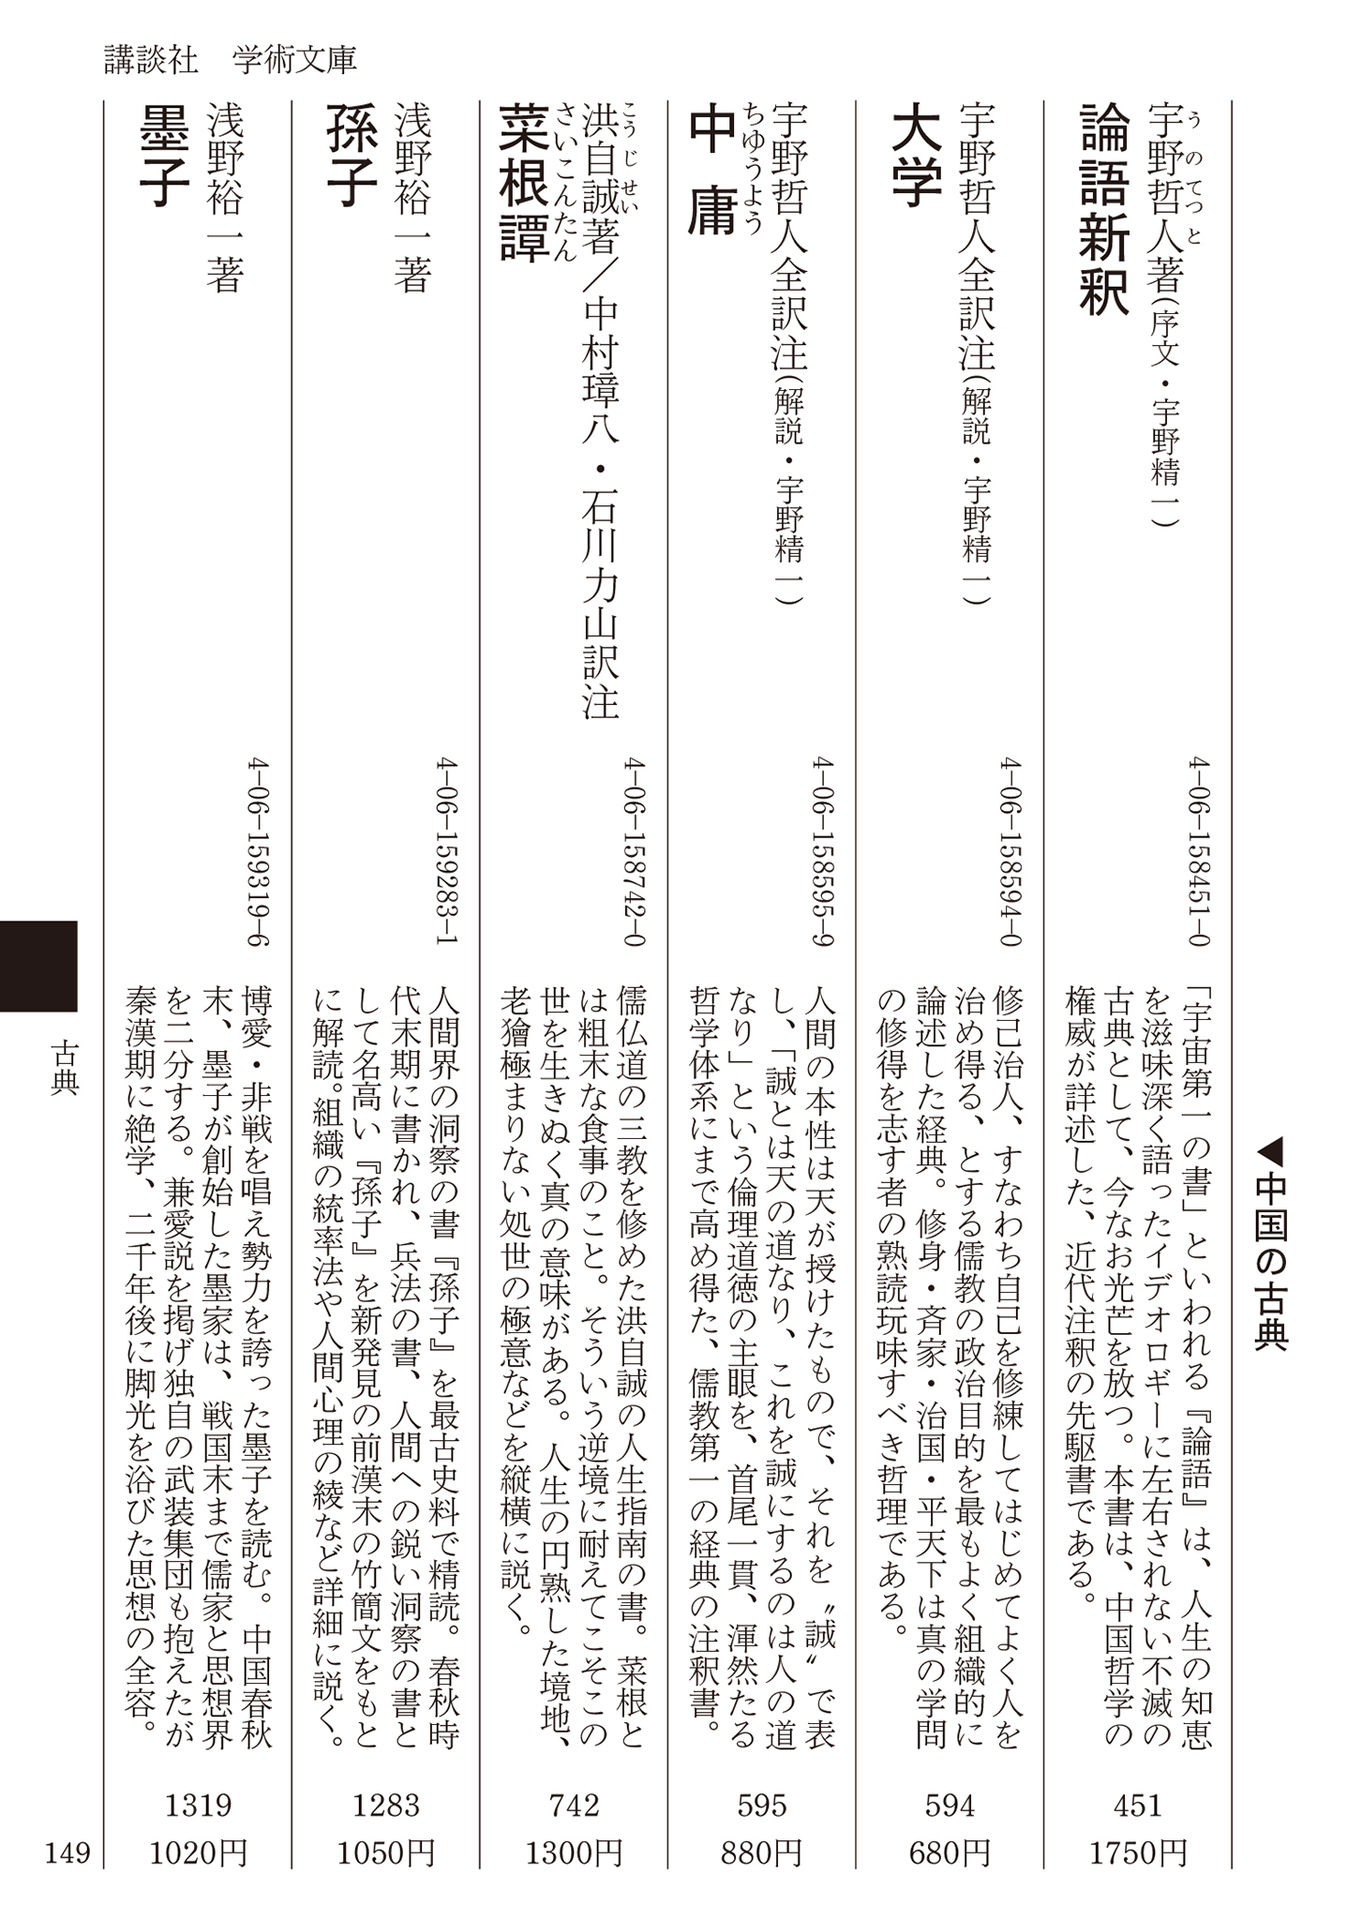 講談社　学術文庫
◀中国の古典
宇野哲人著(序文・宇野精一)
うのてつと
論語新釈
4-06-158451-0
「宇宙第一の書」といわれる『論語』は、人生の知恵
を滋味深く語ったイデオロギーに左右されない不滅の
古典として、今なお光芒を放つ。本書は、中国哲学の
権威が詳述した、近代注釈の先駆書である。
451
1750円
宇野哲人全訳注(解説・宇野精一)
大学
4-06-158594-0
修己治人、すなわち自己を修練してはじめてよく人を
治め得る、とする儒教の政治目的を最もよく組織的に
論述した経典。修身・斉家・治国・平天下は真の学問
の修得を志す者の熟読玩味すべき哲理である。
594
680円
宇野哲人全訳注(解説・宇野精一)
ちゆうよう
中庸
4-06-158595-9
人間の本性は天が授けたもので、それを〝誠〟で表
し、「誠とは天の道なり、これを誠にするのは人の道
なり」という倫理道徳の主眼を、首尾一貫、渾然たる
哲学体系にまで高め得た、儒教第一の経典の注釈書。
595
880円
こうじせい
洪自誠著／中村璋八・石川力山訳注
さいこんたん
菜根譚
4-06-158742-0
儒仏道の三教を修めた洪自誠の人生指南の書。菜根と
は粗末な食事のこと。そういう逆境に耐えてこそこの
世を生きぬく真の意味がある。人生の円熟した境地、
老獪極まりない処世の極意などを縦横に説く。
742
1300円
浅野裕一著
孫子
4-06-159283-1
人間界の洞察の書『孫子』を最古史料で精読。春秋時
代末期に書かれ、兵法の書、人間への鋭い洞察の書と
して名高い『孫子』を新発見の前漢末の竹簡文をもと
に解読。組織の統率法や人間心理の綾など詳細に説く。
1283
1050円
浅野裕一著
墨子
4-06-159319-6
博愛・非戦を唱え勢力を誇った墨子を読む。中国春秋
末、墨子が創始した墨家は、戦国末まで儒家と思想界
を二分する。兼愛説を掲げ独自の武装集団も抱えたが
秦漢期に絶学、二千年後に脚光を浴びた思想の全容。
1319
1020円
古典
149